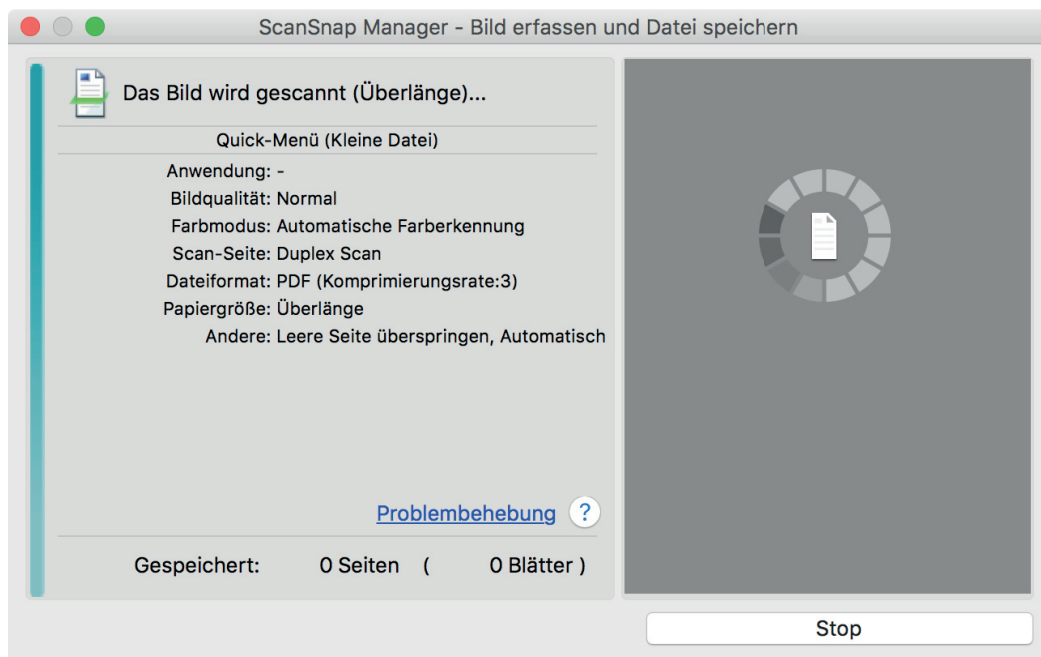 ScanSnap Manager - Bild erfassen und Datei speichern
Das Bild wird gescannt (Überlänge)...
Quick-Menü (Kleine Datei)
Anwendung: -
Bildqualität: Normal
Farbmodus: Automatische Farberkennung
Scan-Seite: Duplex Scan
Dateiformat: PDF (Komprimierungsrate:3)
Papiergröße: Überlänge
Andere: Leere Seite überspringen, Automatisch
Problembehebung ?
Gespeichert: 0 Seiten ( 0 Blätter )
Stop